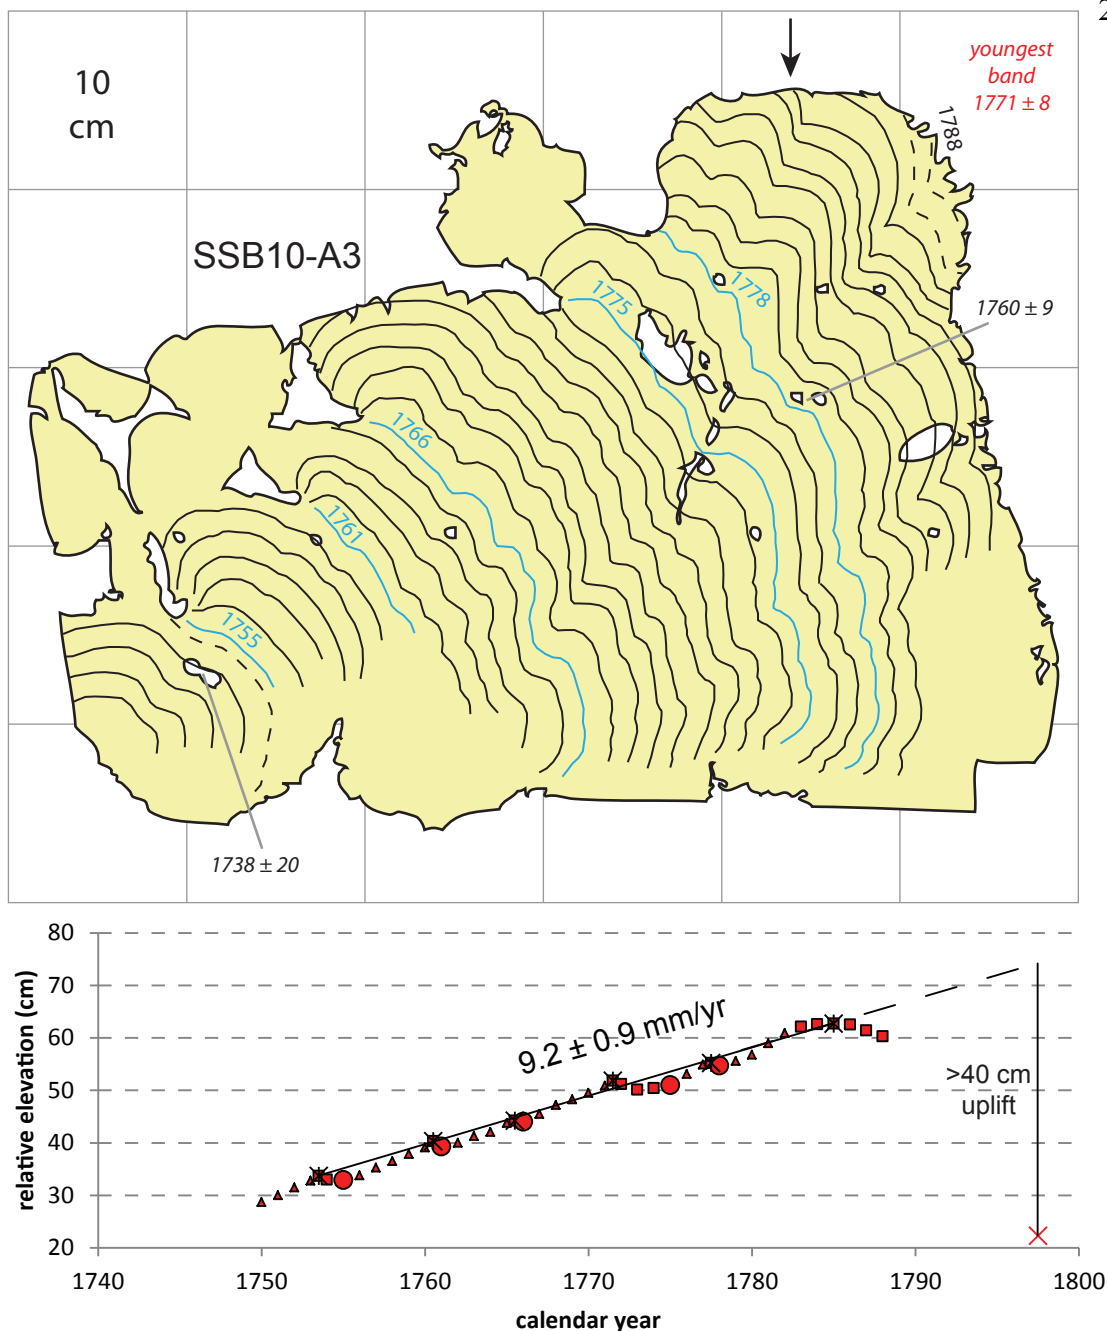 2
10
cm
youngest
band
1771 ± 8
1788
SSB10-A3
1775
1778
1760 ± 9
1766
1761
1755
1738 ± 20
80
70
60
50
40
30
20
relative elevation (cm)
9.2 ± 0.9 mm/yr
>40 cm
uplift
1740 1750 1760 1770 1780 1790 1800
calendar year